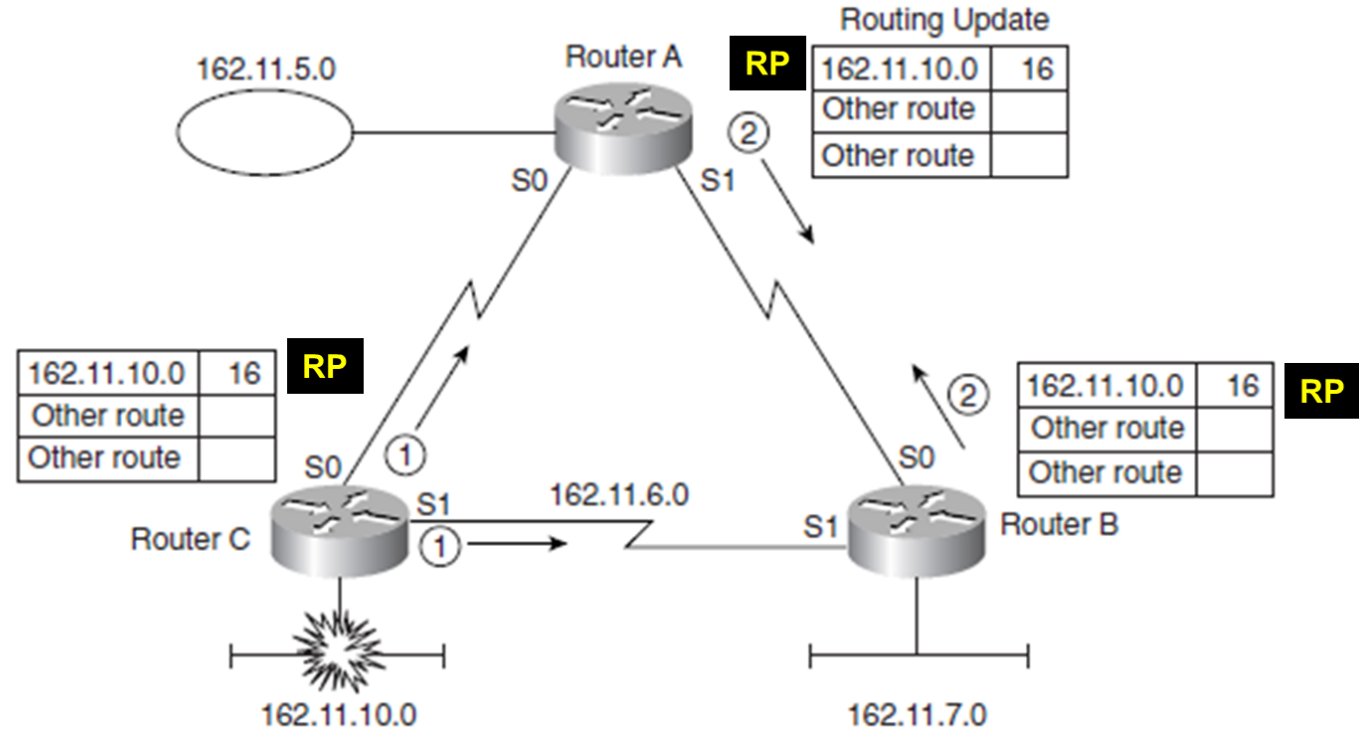 Routing Update
Router A
RP
162.11.10.0 16
Other route
Other route
162.11.5.0
2
S0
S1
162.11.10.0 16
Other route
Other route
RP
1
2
162.11.10.0 16
Other route
Other route
RP
S0
S1
162.11.6.0
S0
S1
Router C
1
Router B
162.11.10.0
162.11.7.0